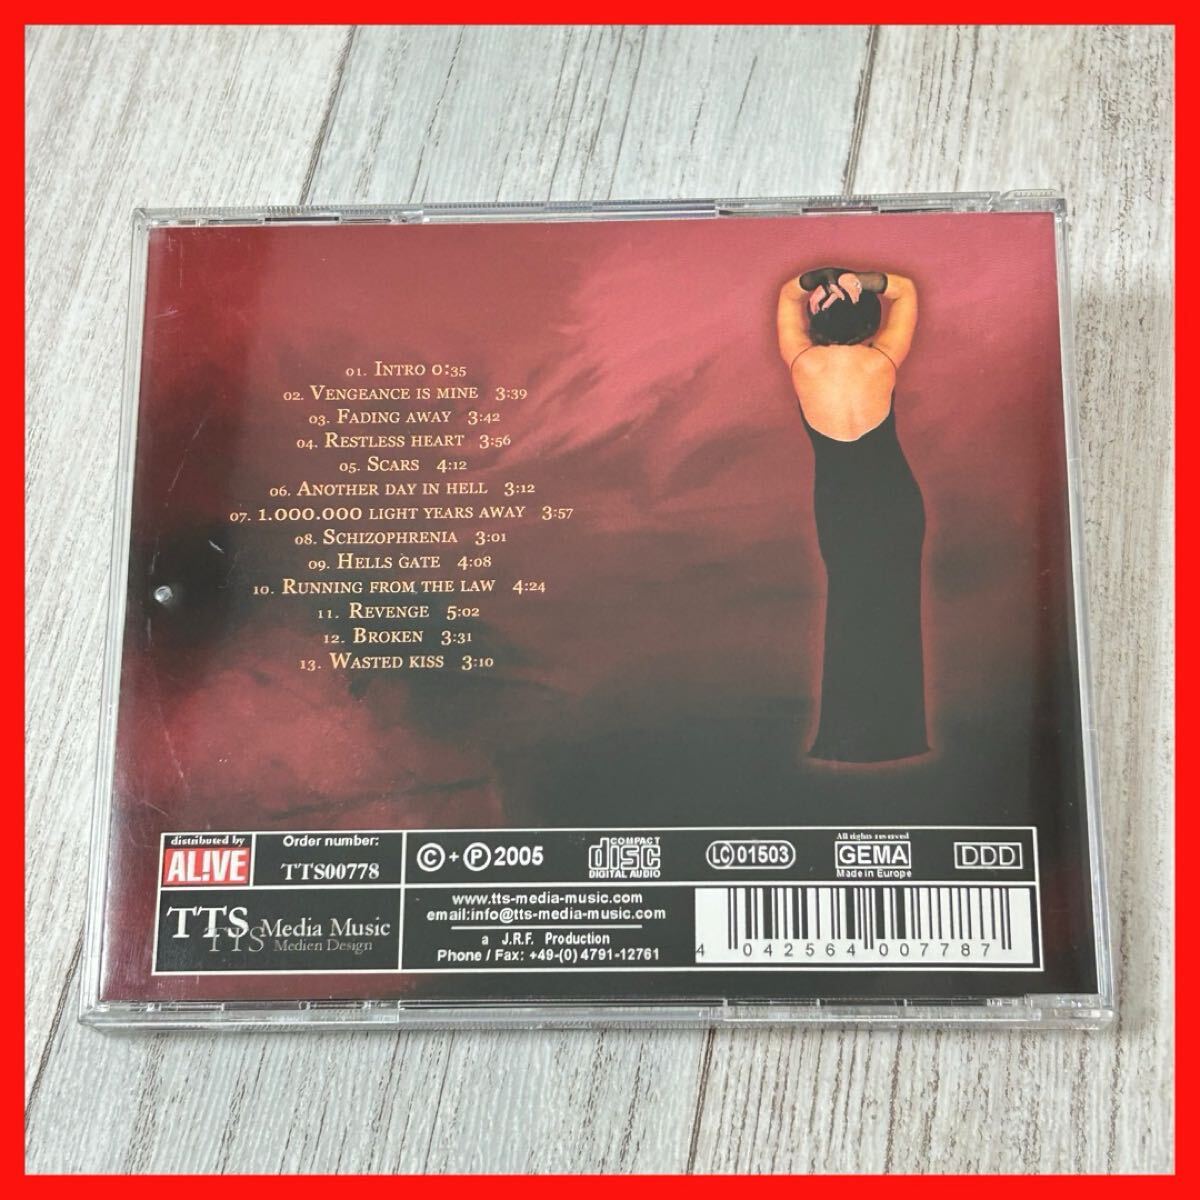 01. Intro 0:35
02. Vengeance is mine 3:39
03. Fading away 3:42
04. Restless heart 3:56
05. Scars 4:12
06. Another day in hell 3:12
07. 1.000.000 light years away 3:57
08. Schizophrenia 3:01
09. Hells gate 4:08
10. Running from the law 4:24
11. Revenge 5:02
12. Broken 3:31
13. Wasted kiss 3:10
distributed by
AL!VE
Order number:
TTS00778
© + ℗ 2005
COMPACT
disc
DIGITAL AUDIO
LC 01503
All rights reserved
GEMA
Made in Europe
DDD
TTS Media Music
TTS Medien Design
www.tts-media-music.com
email:info@tts-media-music.com
a J.R.F. Production
Phone / Fax: +49-(0) 4791-12761
4 042564 007787